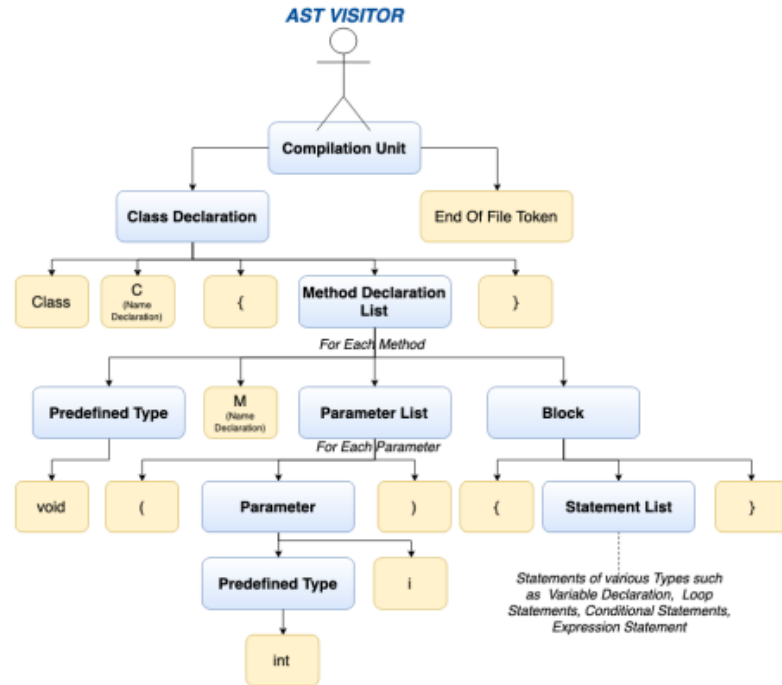 AST VISITOR
Compilation Unit
Class Declaration
End Of File Token
Class
C
(Name
Declaration)
{
Method Declaration
List
}
For Each Method
Predefined Type
M
(Name
Declaration)
Parameter List
Block
For Each Parameter
void
(
Parameter
)
{
Statement List
}
Predefined Type
i
Statements of various Types such
as Variable Declaration, Loop
Statements, Conditional Statements,
Expression Statement
int